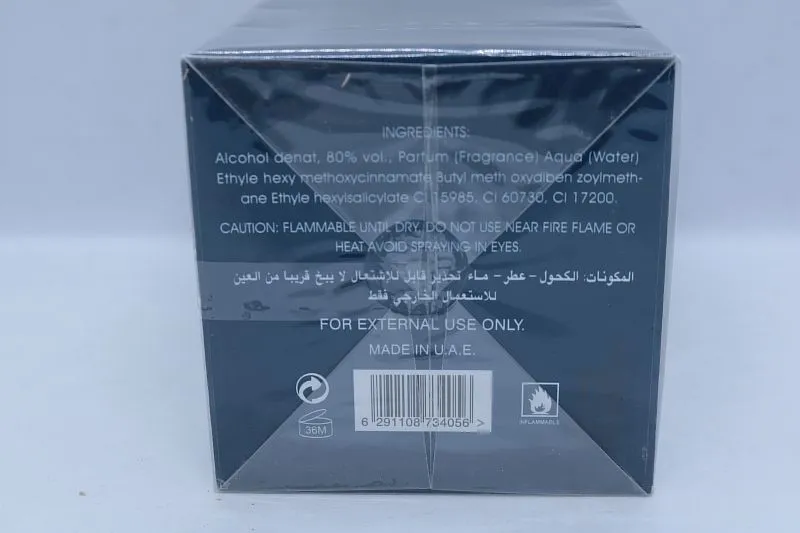 INGREDIENTS:
Alcohol denat, 80% vol., Parfum (Fragrance) Aqua (Water)
Ethyle hexy methoxycinnamate Butyl meth oxydiben zoylmeth-
ane Ethyle hexylsalicylate CI 15985, CI 60730, CI 17200.
CAUTION: FLAMMABLE UNTIL DRY, DO NOT USE NEAR FIRE FLAME OR
HEAT AVOID SPRAYING IN EYES.
المكونات: الكحول - عطر - ماء تحذير قابل للاشتعال لا يبخ قريبا من العين
للاستعمال الخارجي فقط
FOR EXTERNAL USE ONLY.
MADE IN U.A.E.
36M
6 291108 734056 >
INFLAMMABLE